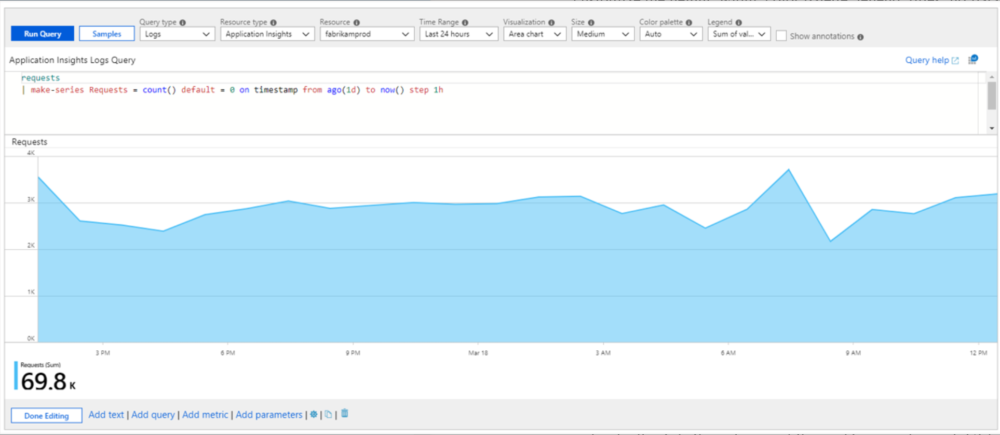 Query type Resource type Resource Time Range Visualization Size Color palette Legend
Run Query Samples Logs Application Insights fabrikamprod Last 24 hours Area chart Medium Auto Sum of val... Show annotations
Application Insights Logs Query Query help
requests
| make-series Requests = count() default = 0 on timestamp from ago(1d) to now() step 1h
Requests
4K
3K
2K
1K
0K
3 PM 6 PM 9 PM Mar 18 3 AM 6 AM 9 AM 12 PM
Requests (Sum)
69.8 K
Done Editing Add text | Add query | Add metric | Add parameters | | |